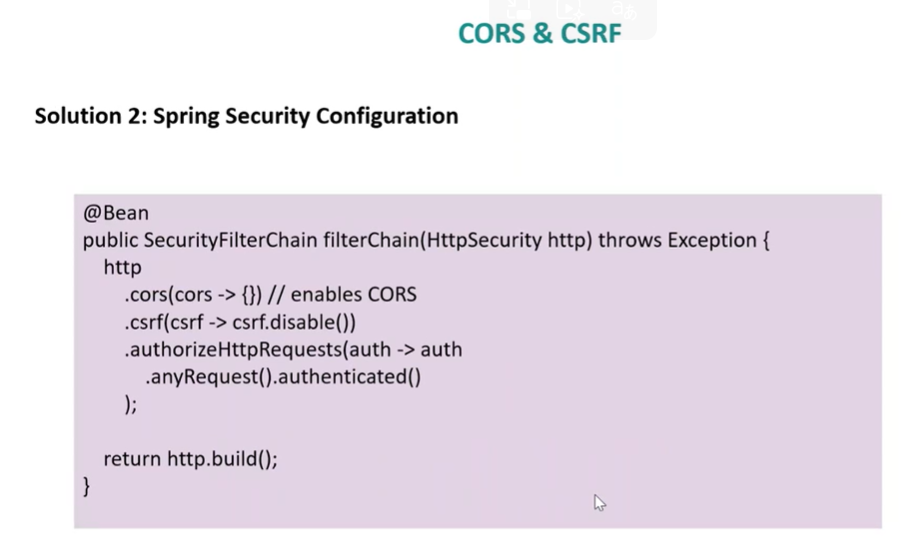 CORS & CSRF
Solution 2: Spring Security Configuration
@Bean
public SecurityFilterChain filterChain(HttpSecurity http) throws Exception {
http
.cors(cors -> {}) // enables CORS
.csrf(csrf -> csrf.disable())
.authorizeHttpRequests(auth -> auth
.anyRequest().authenticated()
);
return http.build();
}